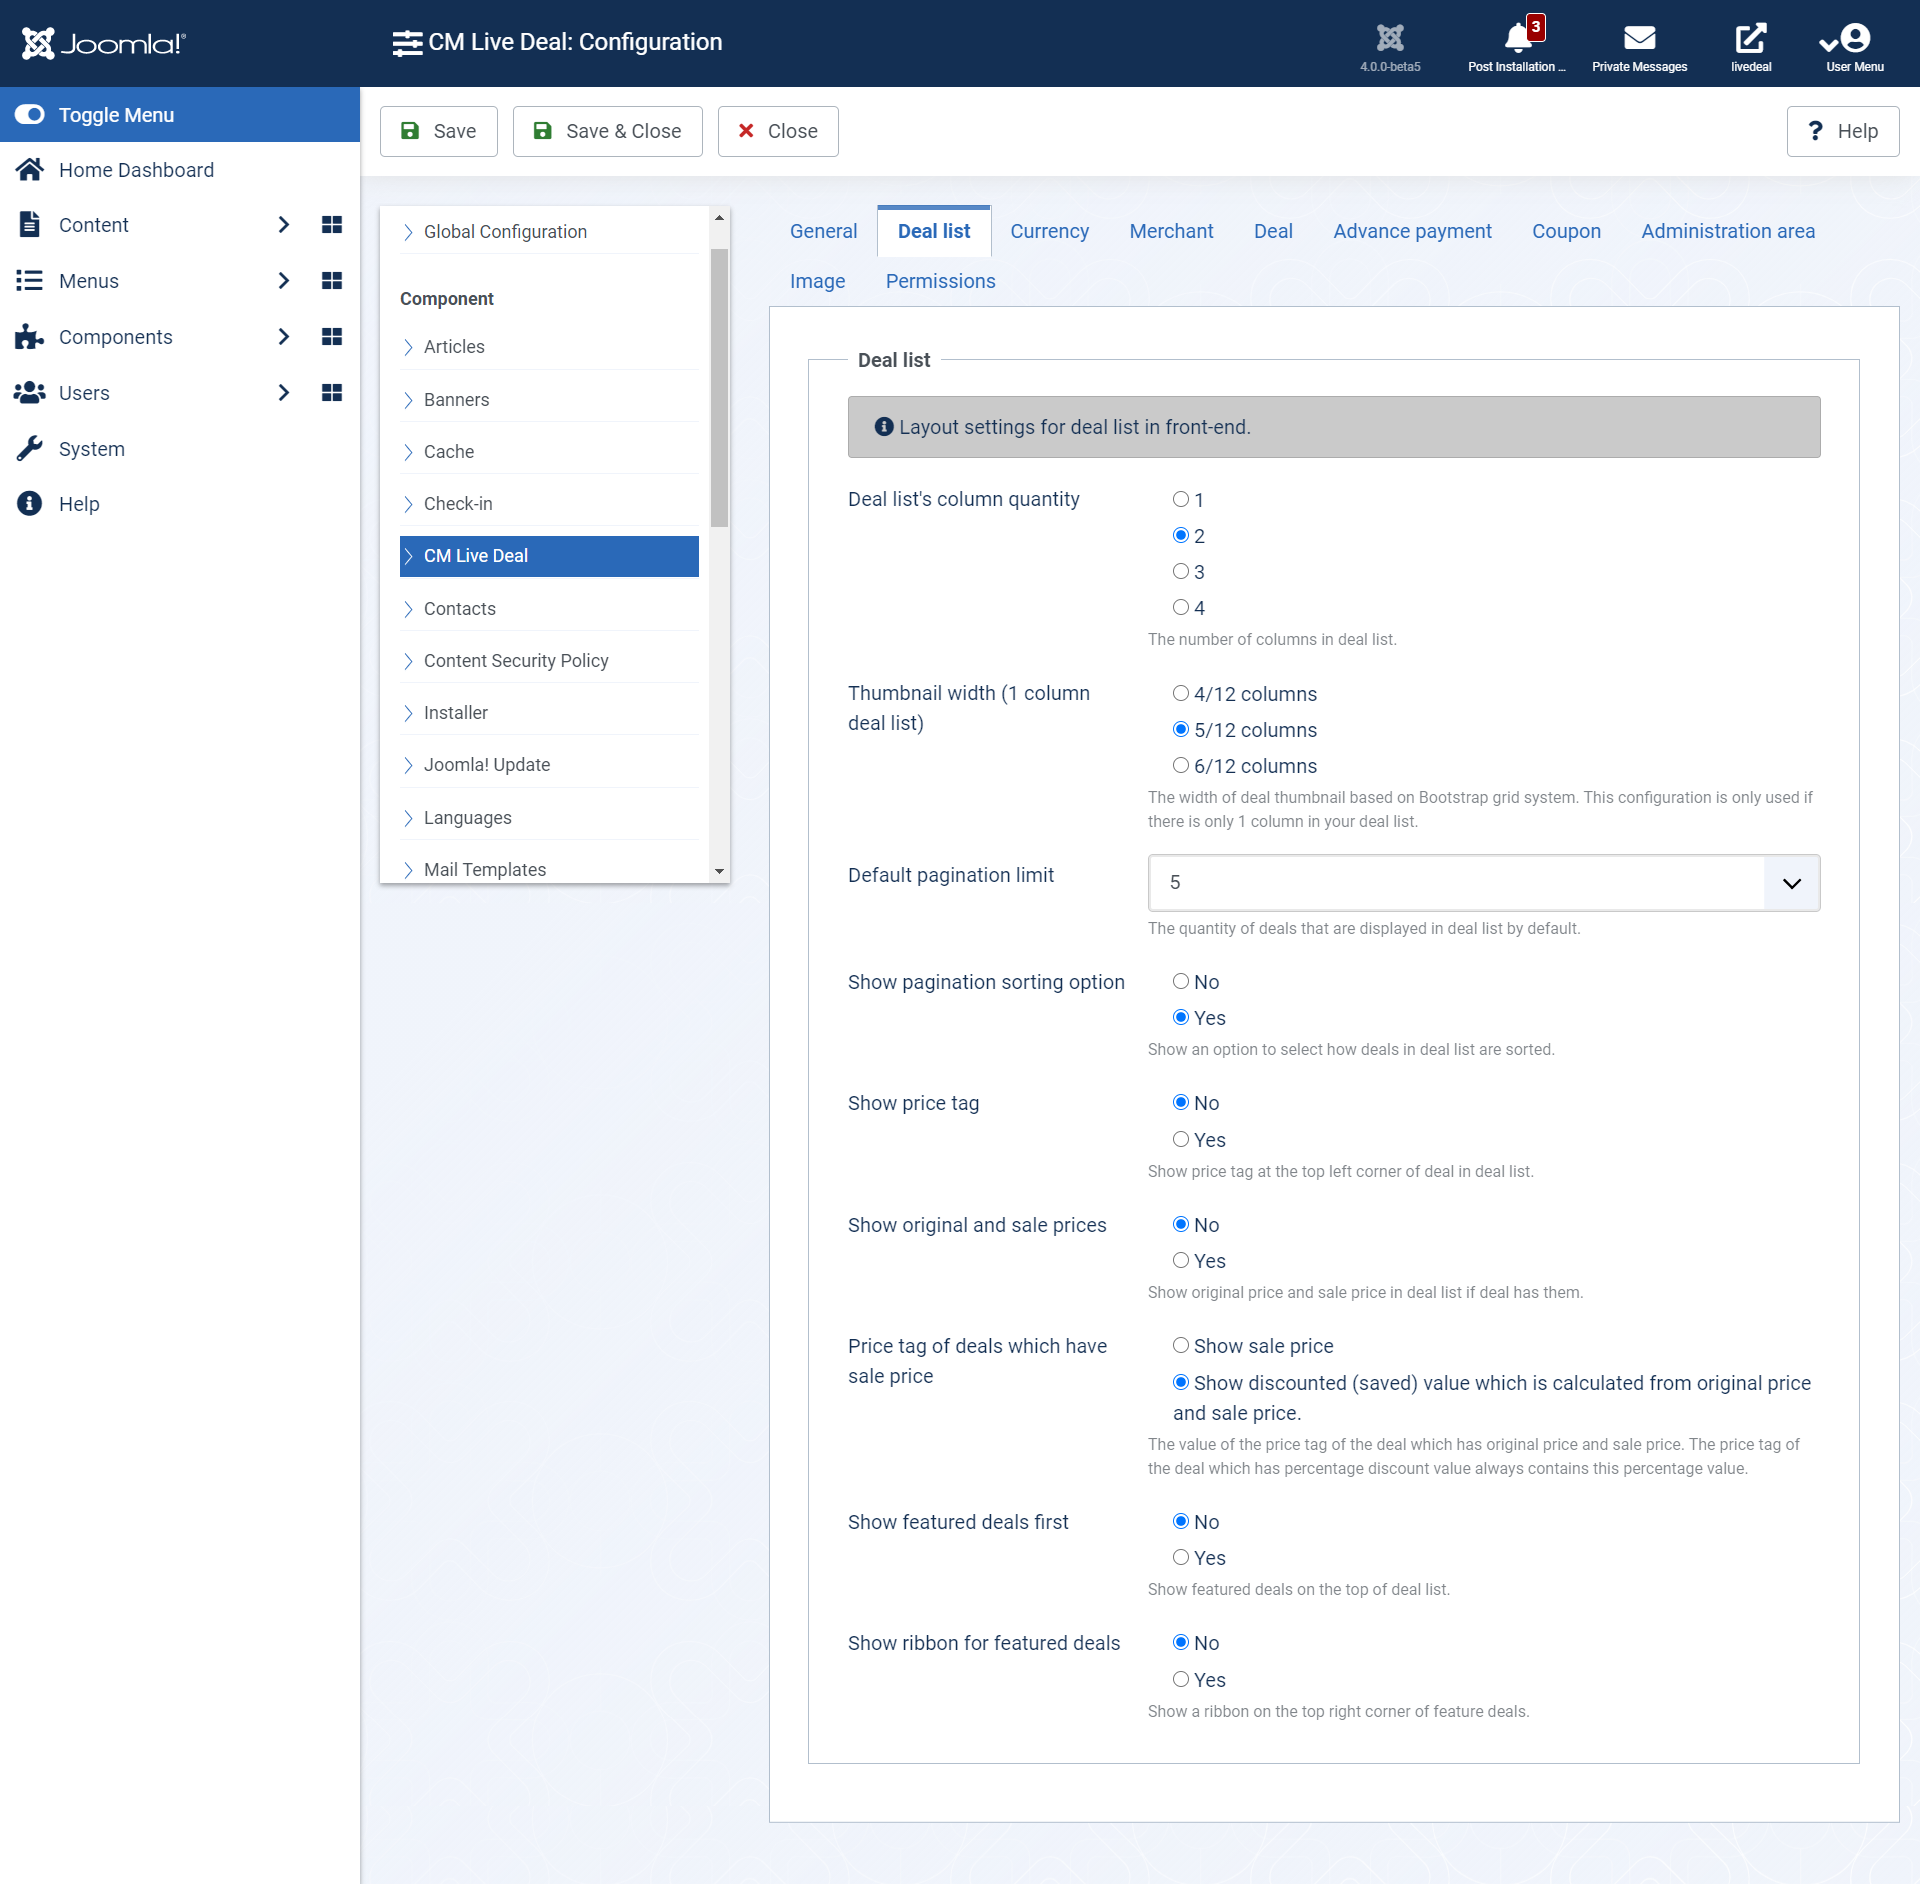 Joomla!®
CM Live Deal: Configuration
4.0.0-beta5
3
Post Installation ...
Private Messages
livedeal
User Menu
Toggle Menu
Home Dashboard
Content
Menus
Components
Users
System
Help
Save
Save & Close
Close
Help
Global Configuration
Component
Articles
Banners
Cache
Check-in
CM Live Deal
Contacts
Content Security Policy
Installer
Joomla! Update
Languages
Mail Templates
General
Deal list
Currency
Merchant
Deal
Advance payment
Coupon
Administration area
Image
Permissions
Deal list
Layout settings for deal list in front-end.
Deal list's column quantity
1
2
3
4
The number of columns in deal list.
Thumbnail width (1 column
deal list)
4/12 columns
5/12 columns
6/12 columns
The width of deal thumbnail based on Bootstrap grid system. This configuration is only used if
there is only 1 column in your deal list.
Default pagination limit
5
The quantity of deals that are displayed in deal list by default.
Show pagination sorting option
No
Yes
Show an option to select how deals in deal list are sorted.
Show price tag
No
Yes
Show price tag at the top left corner of deal in deal list.
Show original and sale prices
No
Yes
Show original price and sale price in deal list if deal has them.
Price tag of deals which have
sale price
Show sale price
Show discounted (saved) value which is calculated from original price
and sale price.
The value of the price tag of the deal which has original price and sale price. The price tag of
the deal which has percentage discount value always contains this percentage value.
Show featured deals first
No
Yes
Show featured deals on the top of deal list.
Show ribbon for featured deals
No
Yes
Show a ribbon on the top right corner of feature deals.